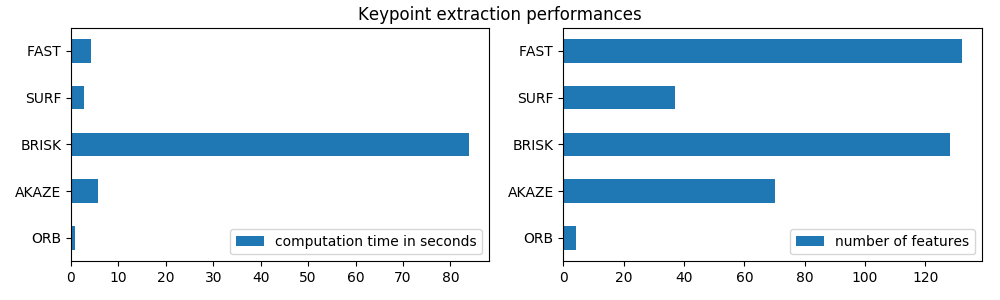 Keypoint extraction performances
FAST
SURF
BRISK
AKAZE
ORB
computation time in seconds
0 10 20 30 40 50 60 70 80
FAST
SURF
BRISK
AKAZE
ORB
number of features
0 20 40 60 80 100 120